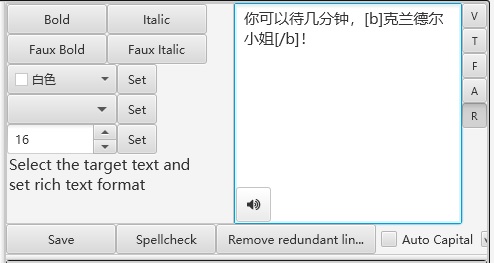 Bold
Italic
Faux Bold
Faux Italic
白色
Set
Set
16
Set
Select the target text and
set rich text format
你可以待几分钟，[b]克兰德尔
小姐[/b]！
V
T
F
A
R
Save
Spellcheck
Remove redundant lin...
Auto Capital